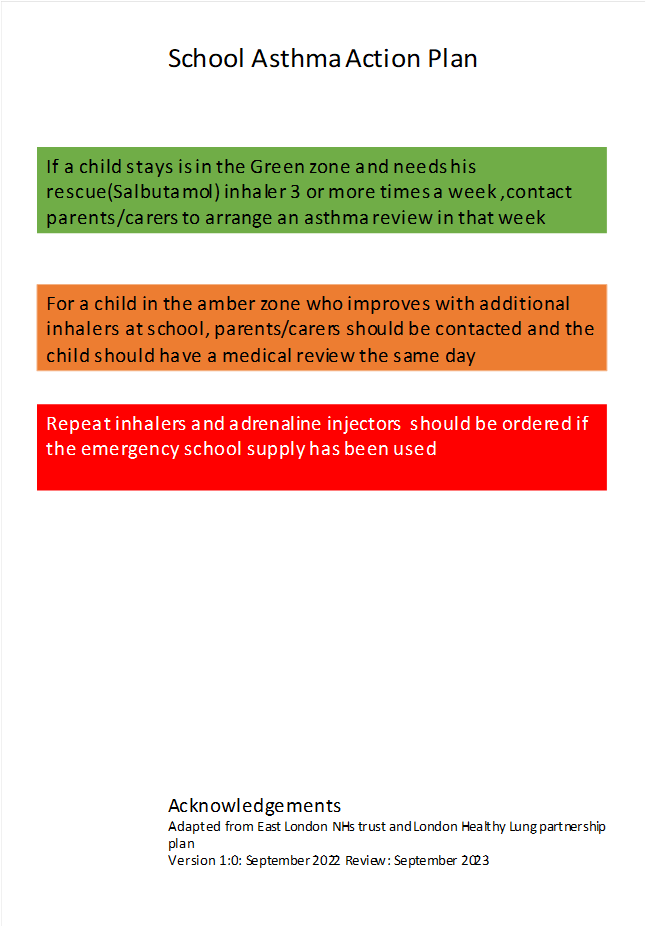 School Asthma Action Plan
If a child stays is in the Green zone and needs his
rescue(Salbutamol) inhaler 3 or more times a week ,contact
parents/carers to arrange an asthma review in that week
For a child in the amber zone who improves with additional
inhalers at school, parents/carers should be contacted and the
child should have a medical review the same day
Repeat inhalers and adrenaline injectors  should be ordered if
the emergency school supply has been used
Acknowledgements
Adapted from East London NHs trust and London Healthy Lung partnership
plan
Version 1:0: September 2022 Review: September 2023